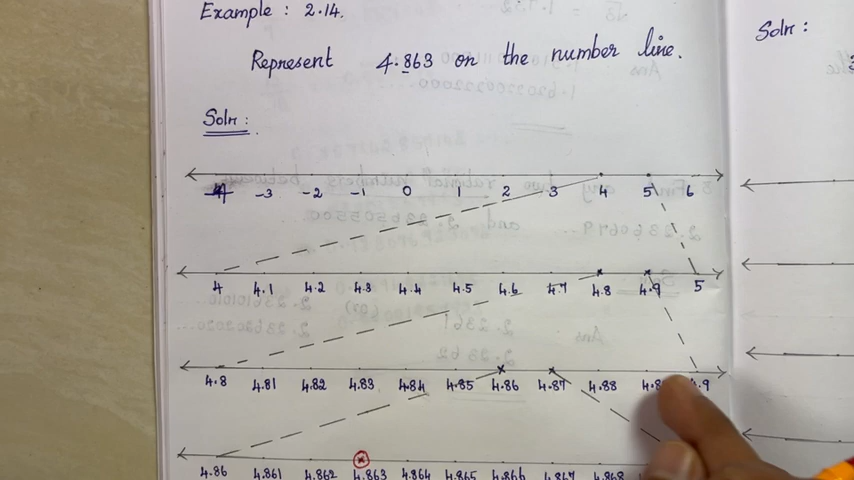 Example : 2.14.
Represent 4.863 on the number line.
Soln :
Soln :
-3 -2 -1 0 1 2 3 4 5 6
4 4.1 4.2 4.3 4.4 4.5 4.6 4.7 4.8 4.9 5
4.8 4.81 4.82 4.83 4.84 4.85 4.86 4.87 4.88 4.9
4.86 4.861 4.862 4.863 4.864 4.865 4.866 4.867 4.868